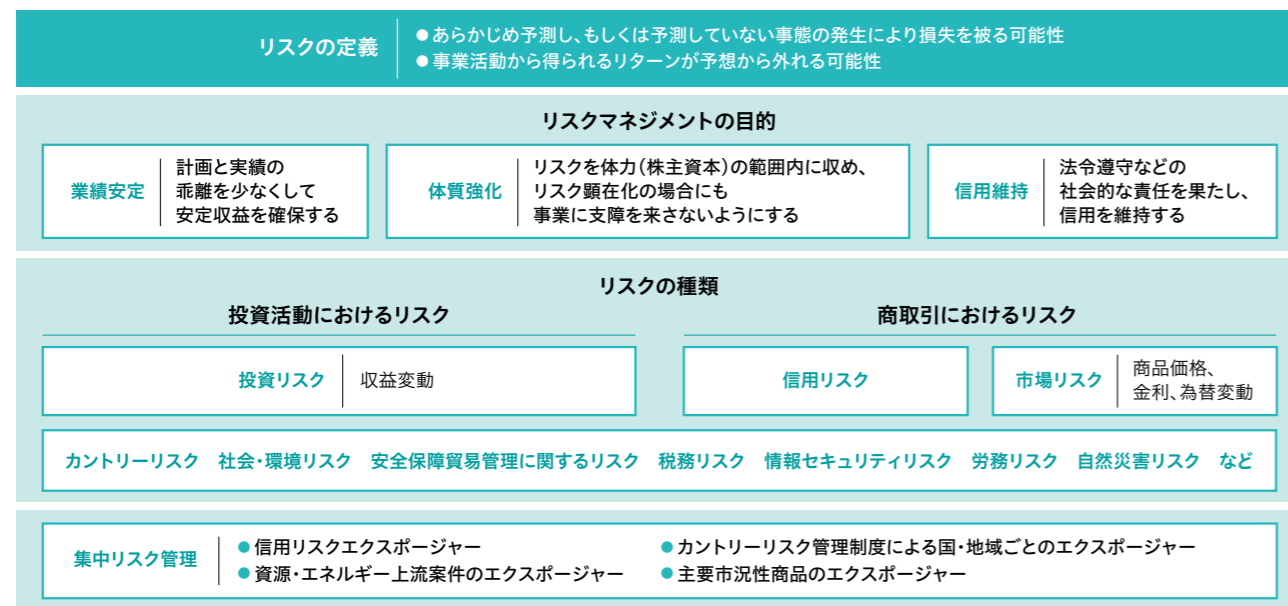 リスクの定義
●あらかじめ予測し、もしくは予測していない事態の発生により損失を被る可能性
●事業活動から得られるリターンが予想から外れる可能性
リスクマネジメントの目的
業績安定
計画と実績の
乖離を少なくして
安定収益を確保する
体質強化
リスクを体力(株主資本)の範囲内に収め、
リスク顕在化の場合にも
事業に支障を来さないようにする
信用維持
法令遵守などの
社会的な責任を果たし、
信用を維持する
リスクの種類
投資活動におけるリスク
投資リスク
収益変動
商取引におけるリスク
信用リスク
市場リスク
商品価格、
金利、為替変動
カントリーリスク 社会・環境リスク 安全保障貿易管理に関するリスク 税務リスク 情報セキュリティリスク 労務リスク 自然災害リスク など
集中リスク管理
●信用リスクエクスポージャー
●資源・エネルギー上流案件のエクスポージャー
●カントリーリスク管理制度による国・地域ごとのエクスポージャー
●主要市況性商品のエクスポージャー